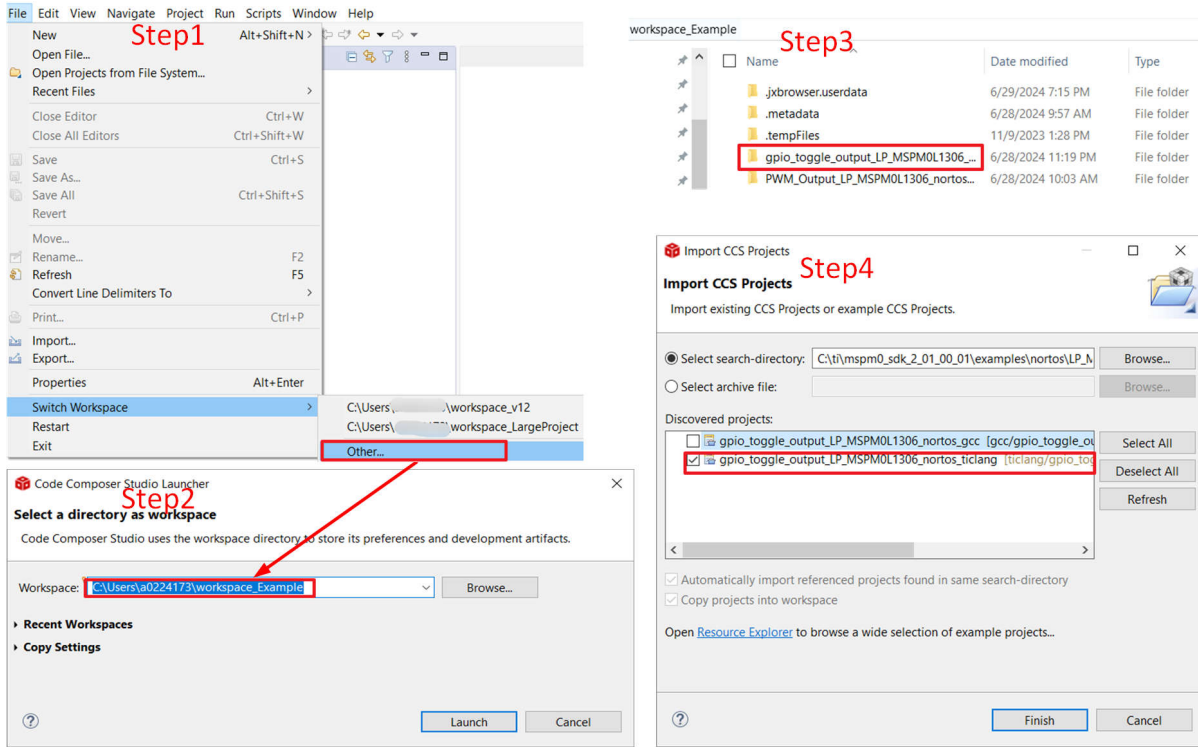 File Edit View Navigate Project Run Scripts Window Help
Step1
New Alt+Shift+N >
Open File...
Open Projects from File System...
Recent Files >
Close Editor Ctrl+W
Close All Editors Ctrl+Shift+W
Save Ctrl+S
Save As...
Save All Ctrl+Shift+S
Revert
Move...
Rename... F2
Refresh F5
Convert Line Delimiters To >
Print... Ctrl+P
Import...
Export...
Properties Alt+Enter
Switch Workspace >
Restart
Exit
C:\Users\ \workspace_v12
C:\Users\ workspace_LargeProject
Other...
Code Composer Studio Launcher
Step2
Select a directory as workspace
Code Composer Studio uses the workspace directory to store its preferences and development artifacts.
Workspace: C:\Users\a0224173\workspace_Example Browse...
Recent Workspaces
Copy Settings
Launch Cancel
workspace_Example
Step3
Name Date modified Type
.jxbrowser.userdata 6/29/2024 7:15 PM File folder
.metadata 6/28/2024 9:57 AM File folder
.tempFiles 11/9/2023 1:28 PM File folder
gpio_toggle_output_LP_MSPM0L1306_... 6/28/2024 11:19 PM File folder
PWM_Output_LP_MSPM0L1306_nortos... 6/28/2024 10:03 AM File folder
Import CCS Projects
Step4
Import CCS Projects
Import existing CCS Projects or example CCS Projects.
Select search-directory: C:\ti\mspm0_sdk_2_01_00_01\examples\nortos\LP_M Browse...
Select archive file: Browse...
Discovered projects:
gpio_toggle_output_LP_MSPM0L1306_nortos_gcc [gcc/gpio_toggle_ou Select All
gpio_toggle_output_LP_MSPM0L1306_nortos_ticlang [ticlang/gpio_tog
Deselect All
Refresh
Automatically import referenced projects found in same search-directory
Copy projects into workspace
Open Resource Explorer to browse a wide selection of example projects...
Finish Cancel